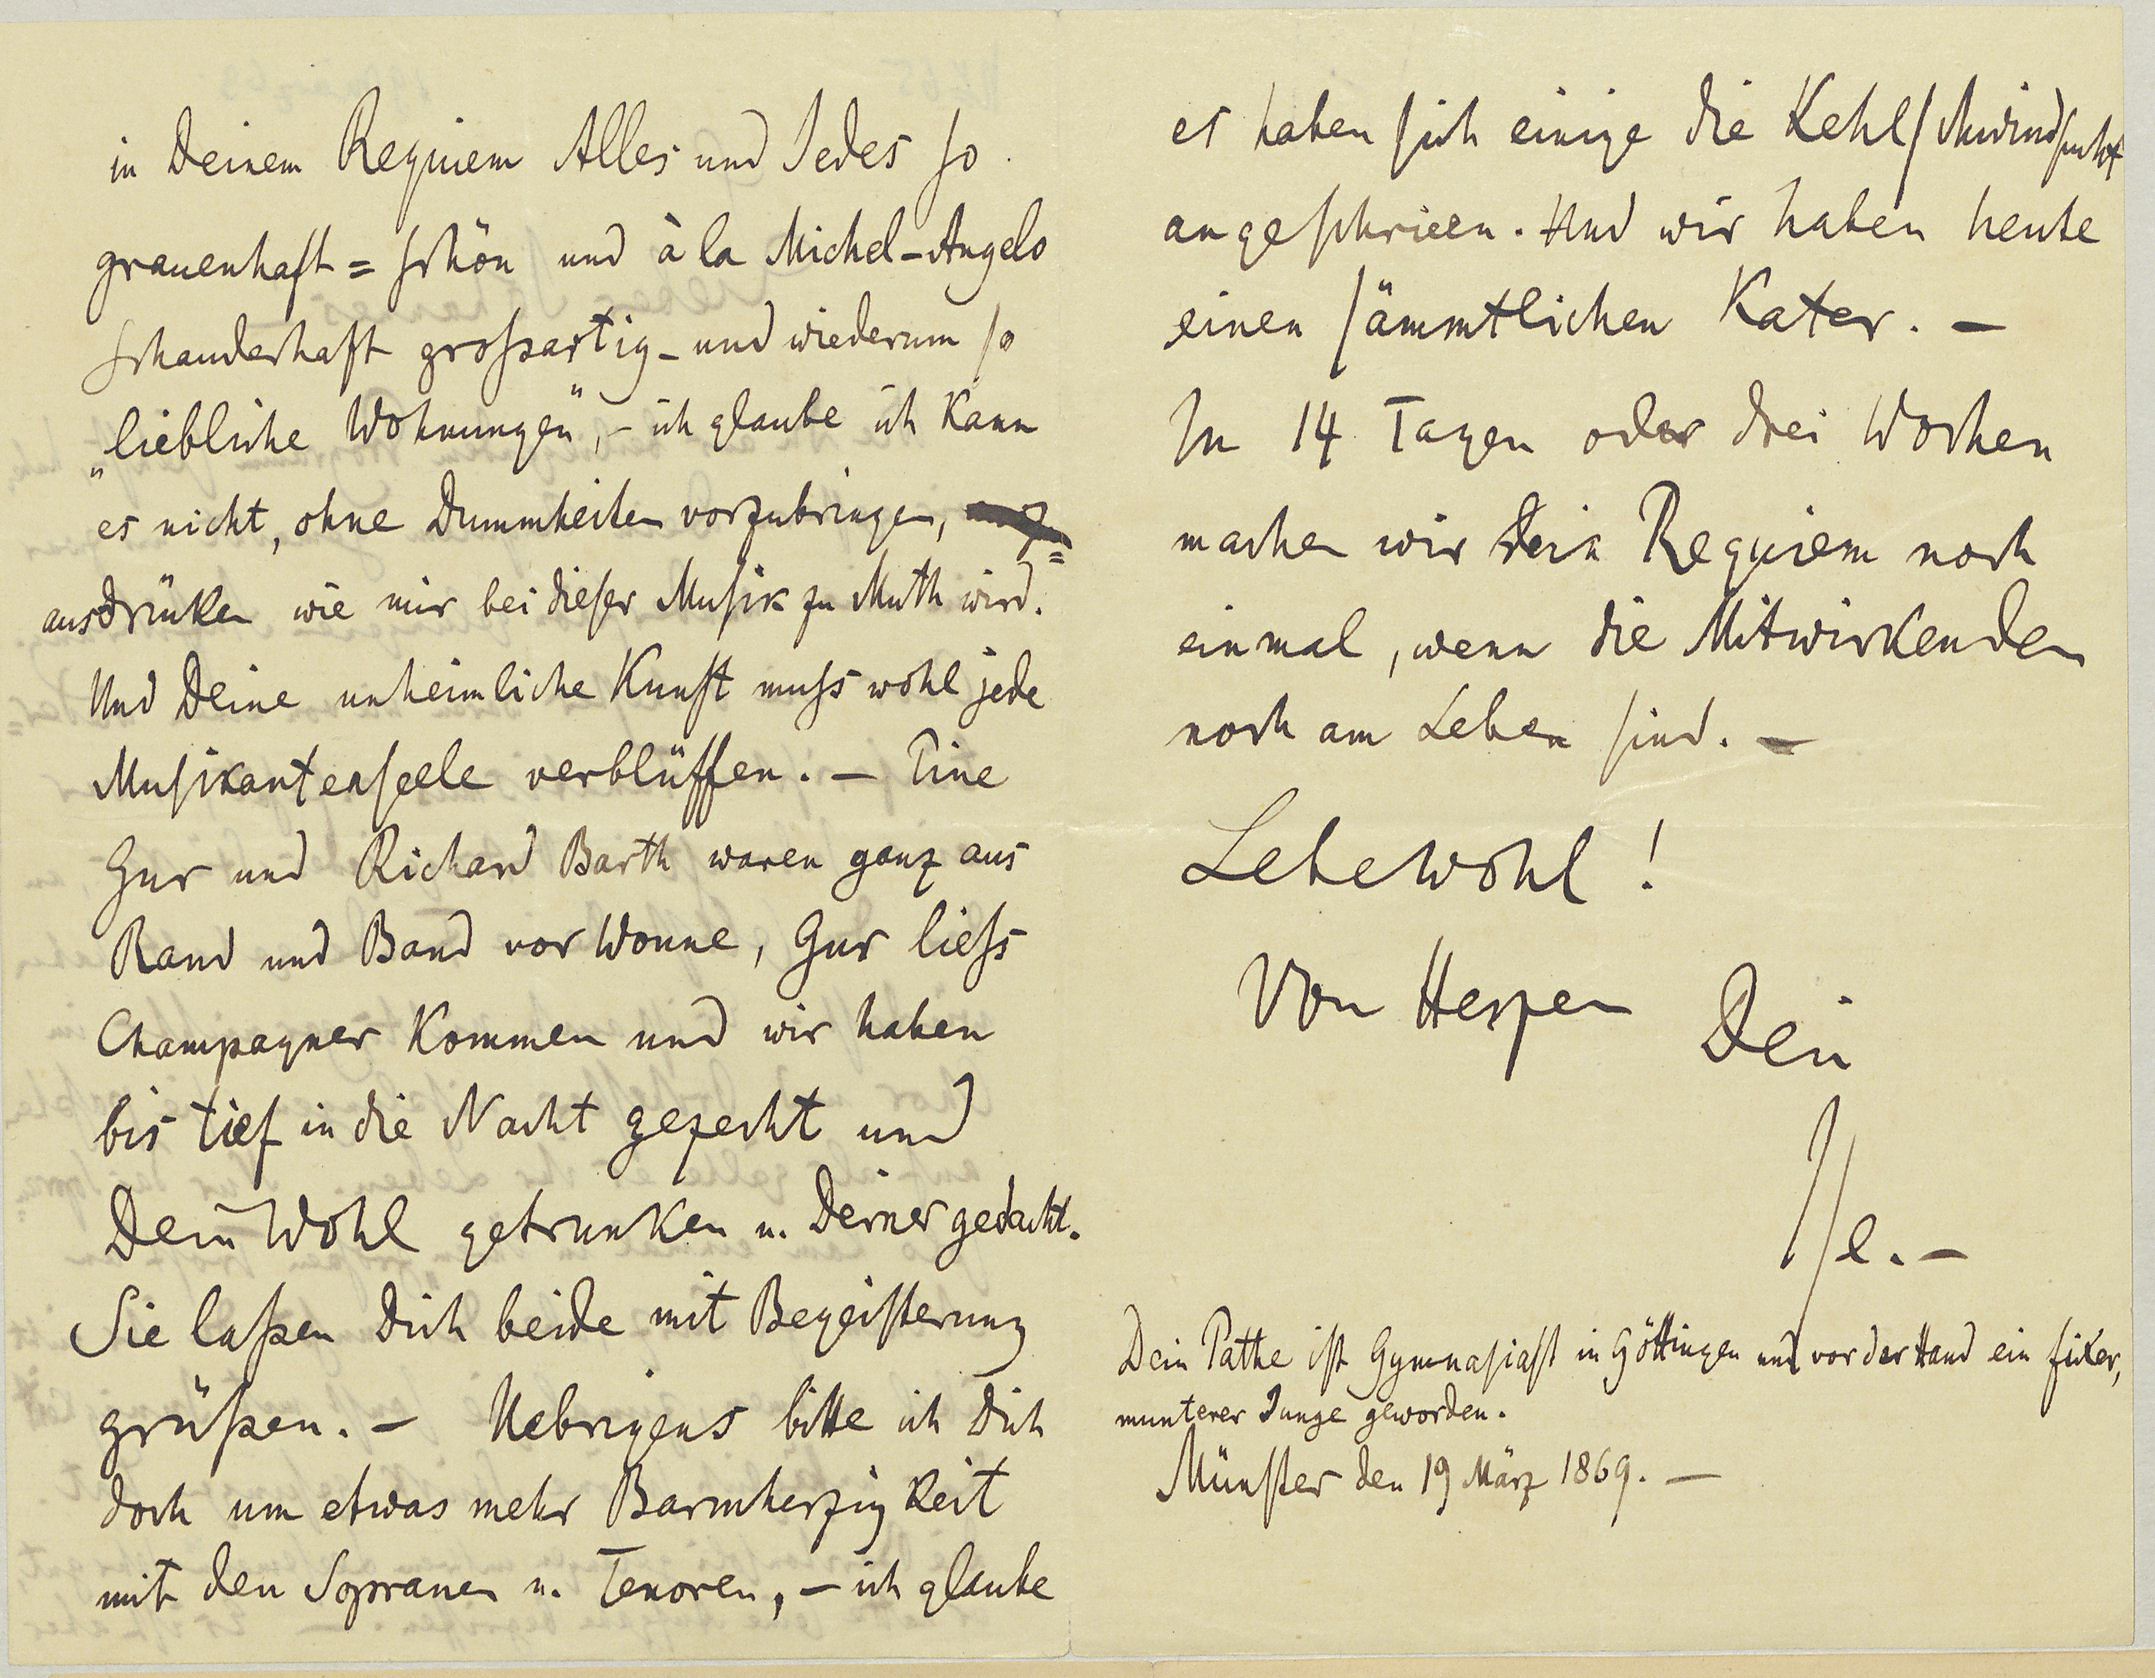 in Deinem Requiem Alles und Jedes so
grauenhaft = schön und à la Michel-Angelo
schauderhaft großartig – und wiederum so
„liebliche Wohnungen“, – ich glaube ich kann
es nicht, ohne Dummheiten vorzubringen,
ausdrüken wie mir bei dieser Musik zu Muth wird.
Und Deine unheimliche Kunst muss wohl jede
Musikantenseele verblüffen. – Eine
Gur und Richard Barth waren ganz aus
Rand und Band vor Wonne, Gur liess
Champagner kommen und wir haben
bis tief in die Nacht gezecht und
Dein Wohl getrunken u. Deiner gedacht.
Sie laßen Dich beide mit Begeisterung
grüßen. – Uebrigens bitte ich Dich
doch um etwas mehr Barmherzigkeit
mit den Sopranen u. Tenoren, – ich glaube
es haben sich einige die Kehlschwindsucht
angeschrieen. Und wir haben heute
einen sämmtlichen Kater. –
In 14 Tagen oder drei Wochen
machen wir Dein Requiem noch
einmal, wenn die Mitwirkenden
noch am Leben sind. –
Lebewohl!
Von Herzen Dein
Dein Pathe ist Gymnasiast in Göttingen und vor der Hand ein fixer,
munterer Junge geworden.
Münster den 19 März 1869. –